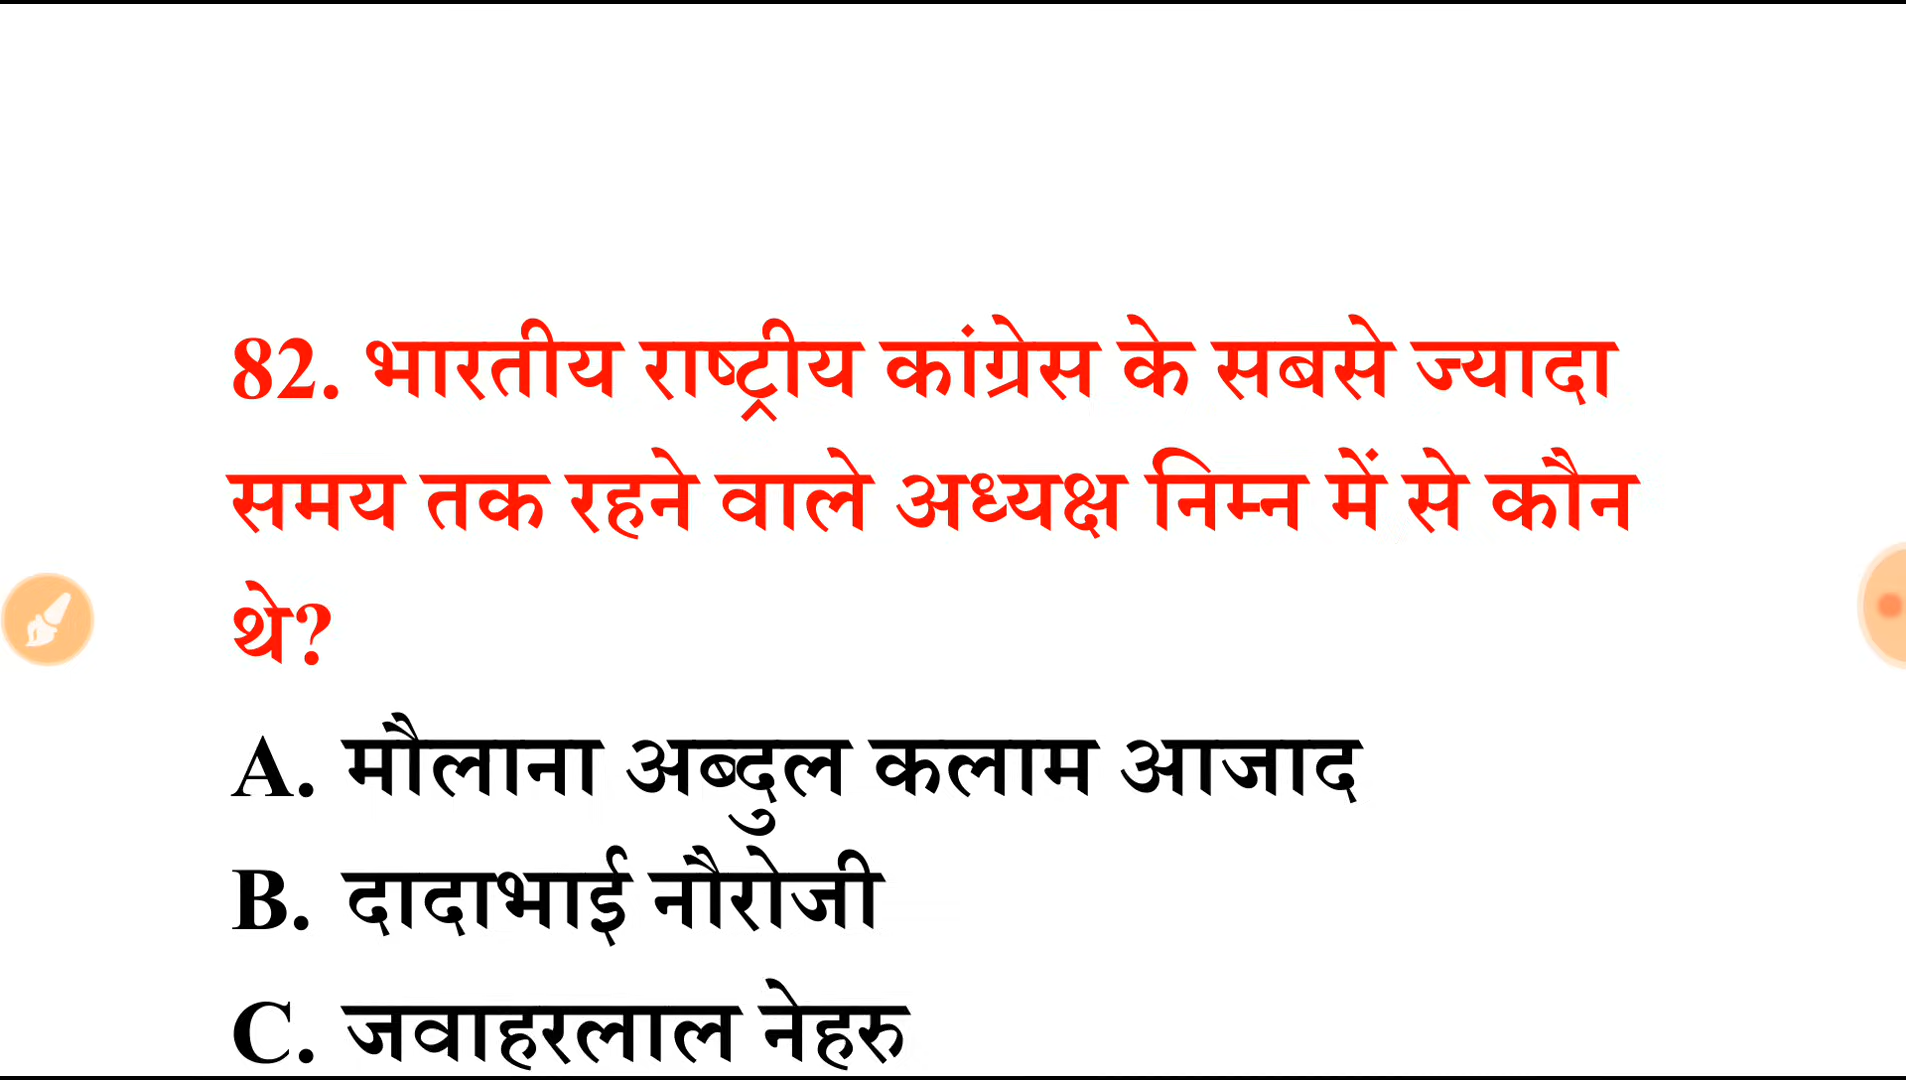 82. भारतीय राष्ट्रीय कांग्रेस के सबसे ज्यादा
समय तक रहने वाले अध्यक्ष निम्न में से कौन
थे?
A. मौलाना अब्दुल कलाम आजाद
B. दादाभाई नौरोजी
C. जवाहरलाल नेहरु